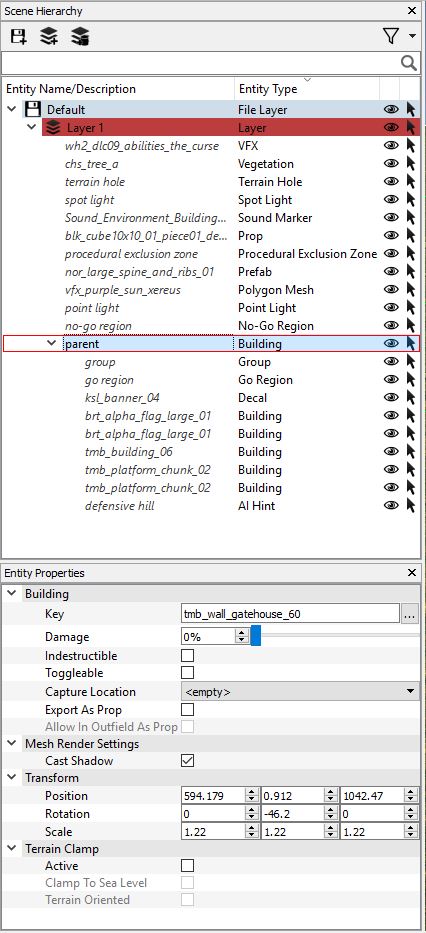 Scene Hierarchy
Entity Name/Description Entity Type
Default File Layer
Layer 1 Layer
wh2_dlc09_abilities_the_curse VFX
chs_tree_a Vegetation
terrain hole Terrain Hole
spot light Spot Light
Sound_Environment_Building... Sound Marker
blk_cube10x10_01_piece01_de... Prop
procedural exclusion zone Procedural Exclusion Zone
nor_large_spine_and_ribs_01 Prefab
vfx_purple_sun_xereus Polygon Mesh
point light Point Light
no-go region No-Go Region
parent Building
group Group
go region Go Region
ksl_banner_04 Decal
brt_alpha_flag_large_01 Building
brt_alpha_flag_large_01 Building
tmb_building_06 Building
tmb_platform_chunk_02 Building
tmb_platform_chunk_02 Building
defensive hill AI Hint
Entity Properties
Building
Key tmb_wall_gatehouse_60 ...
Damage 0%
Indestructible
Toggleable
Capture Location <empty>
Export As Prop
Allow In Outfield As Prop
Mesh Render Settings
Cast Shadow
Transform
Position 594.179 0.912 1042.47
Rotation 0 -46.2 0
Scale 1.22 1.22 1.22
Terrain Clamp
Active
Clamp To Sea Level
Terrain Oriented